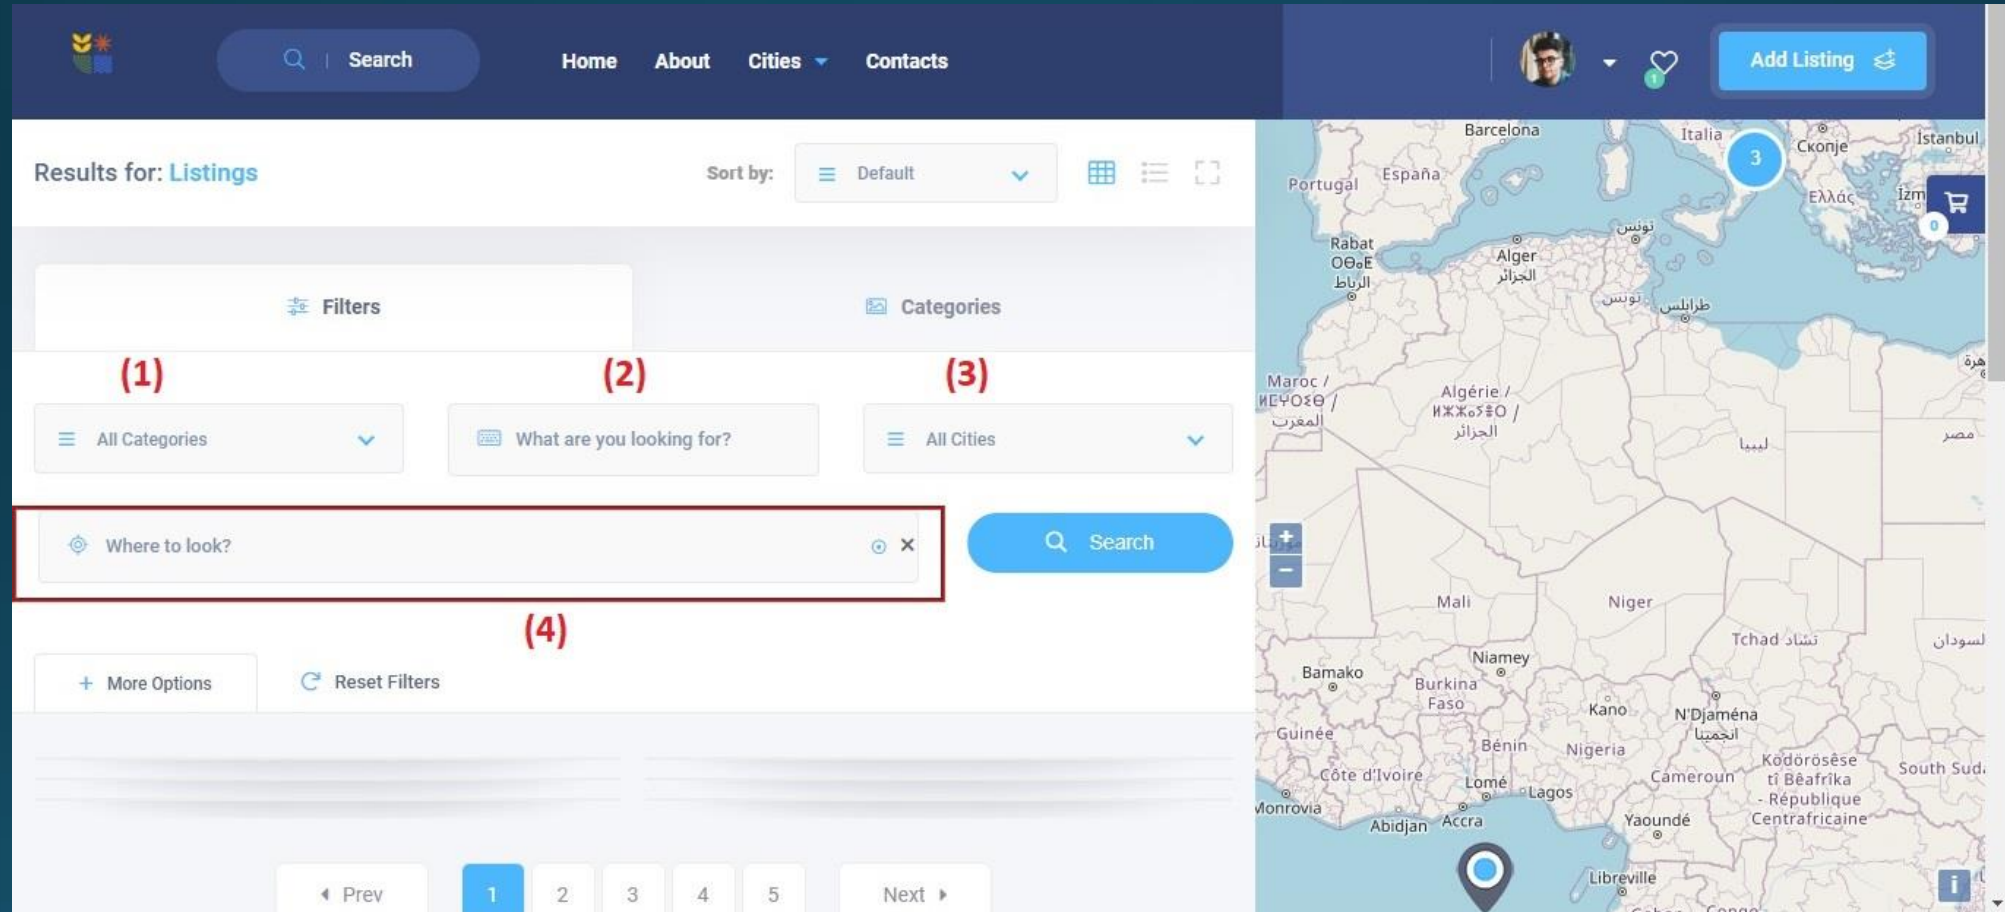 Search
Home
About
Cities
Contacts
1
Add Listing
Results for: Listings
Sort by:
Default
Filters
Categories
(1)
(2)
(3)
All Categories
What are you looking for?
All Cities
Where to look?
Search
(4)
More Options
Reset Filters
Prev
1
2
3
4
5
Next
Barcelona
Italia
3
Скопје
İstanbul
Portugal
España
Ελλάς
İzm
0
Rabat
الرباط
تونس
Alger
الجزائر
تونس
طرابلس
Maroc /
المغرب
Algérie /
الجزائر
ليبيا
مصر
+
−
Mali
Niger
Tchad تشاد
السودان
Niamey
Bamako
Burkina
Faso
Kano
N'Djaména
انجمينا
Guinée
Bénin
Nigeria
Cameroun
Ködörösêse
tî Bêafrîka
- République
Centrafricaine
South Sud
Côte d'Ivoire
Lomé
Lagos
Monrovia
Abidjan
Accra
Yaoundé
Libreville
i